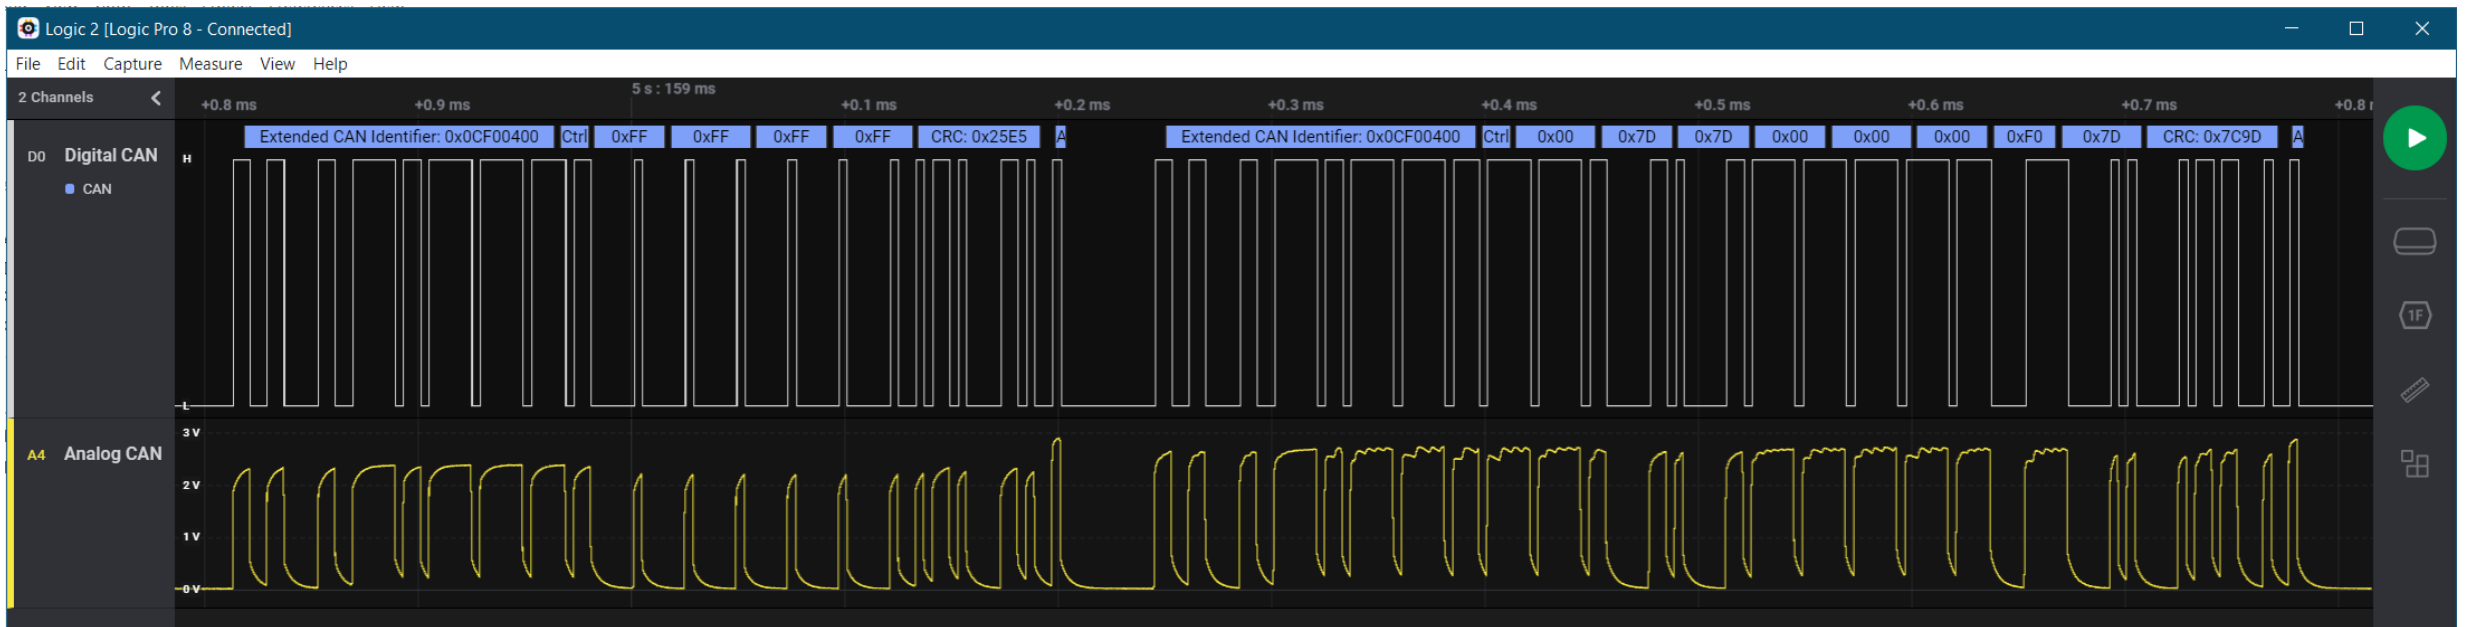 Logic 2 [Logic Pro 8 - Connected]
File Edit Capture Measure View Help
2 Channels
5 s : 159 ms
+0.8 ms +0.9 ms +0.1 ms +0.2 ms +0.3 ms +0.4 ms +0.5 ms +0.6 ms +0.7 ms +0.8 r
Extended CAN Identifier: 0x0CF00400 Ctrl 0xFF 0xFF 0xFF 0xFF CRC: 0x25E5 A Extended CAN Identifier: 0x0CF00400 Ctrl 0x00 0x7D 0x7D 0x00 0x00 0x00 0xF0 0x7D CRC: 0x7C9D A
D0 Digital CAN H
CAN
1F
L
3 V
A4 Analog CAN
2 V
1 V
0 V